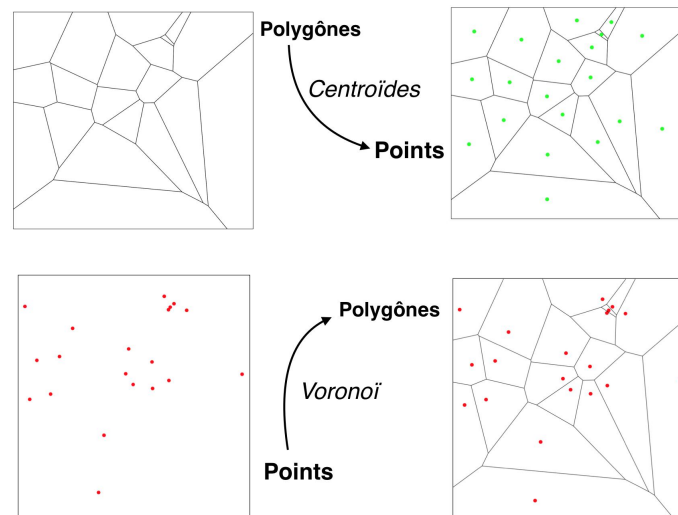 Polygônes
Centroïdes
Points
Polygônes
Voronoï
Points